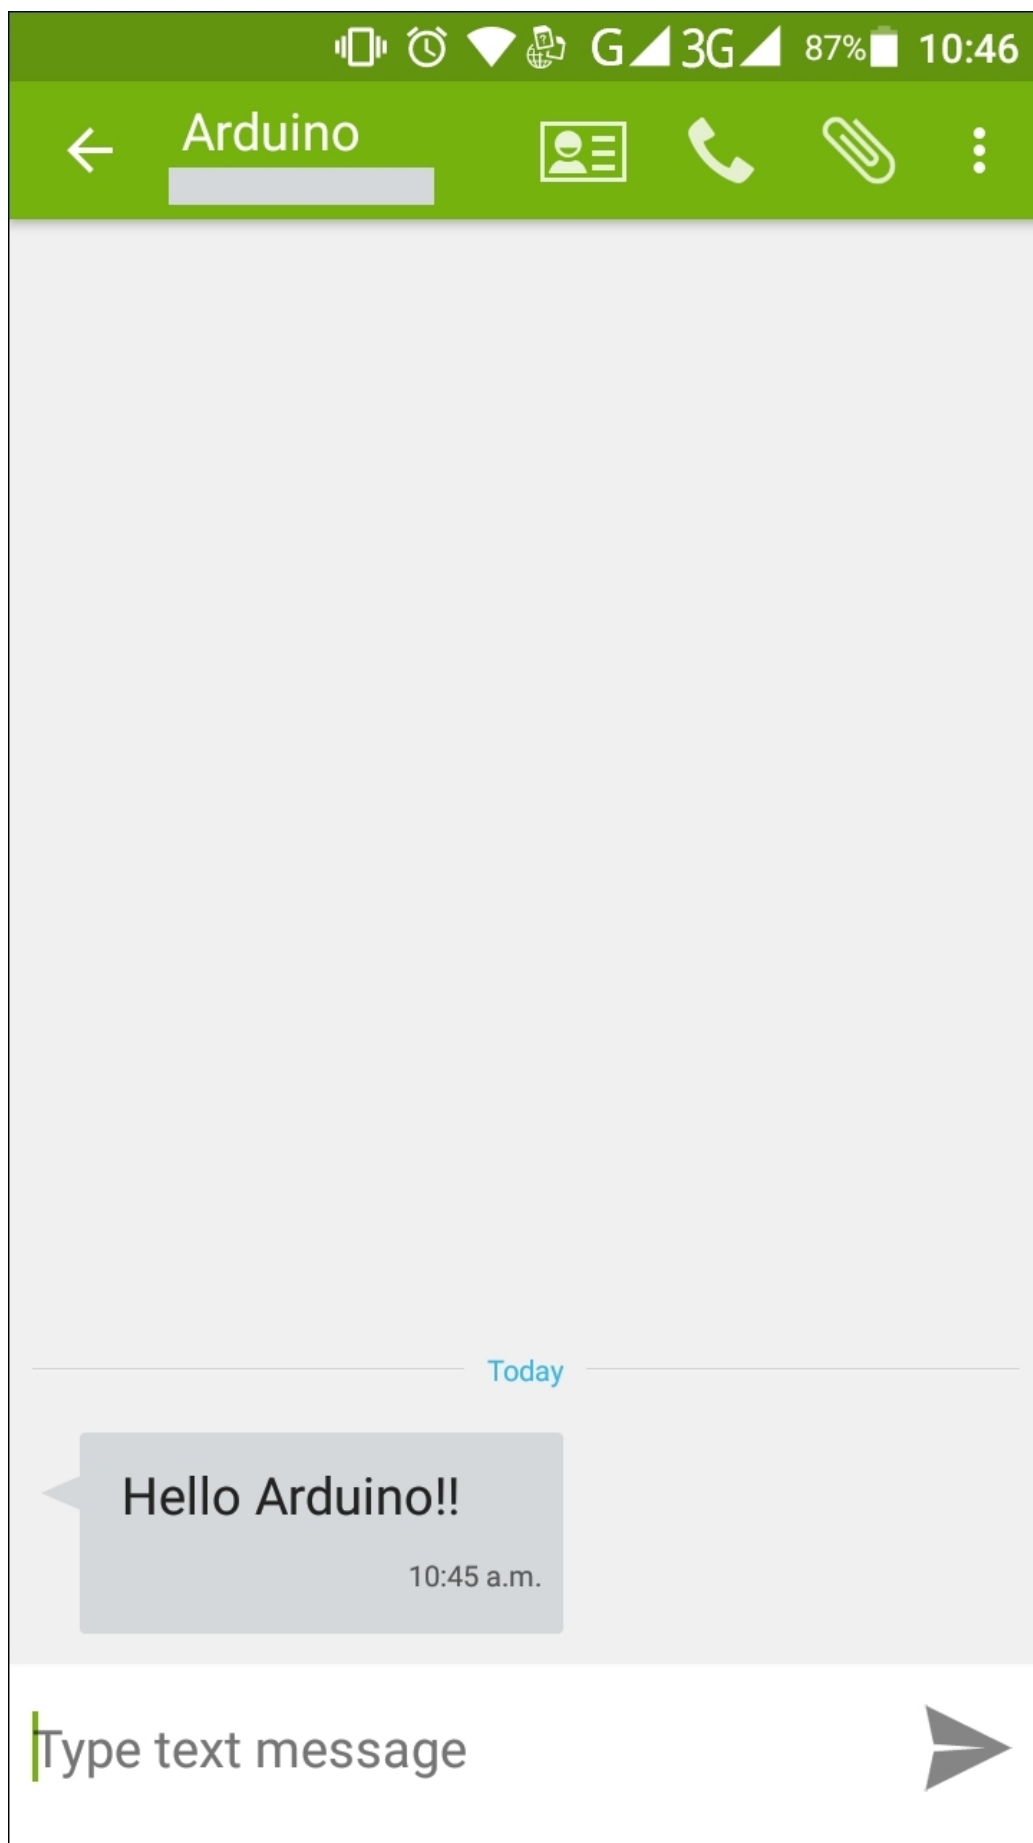 G 3G 87% 10:46
Arduino
Today
Hello Arduino!!
10:45 a.m.
Type text message